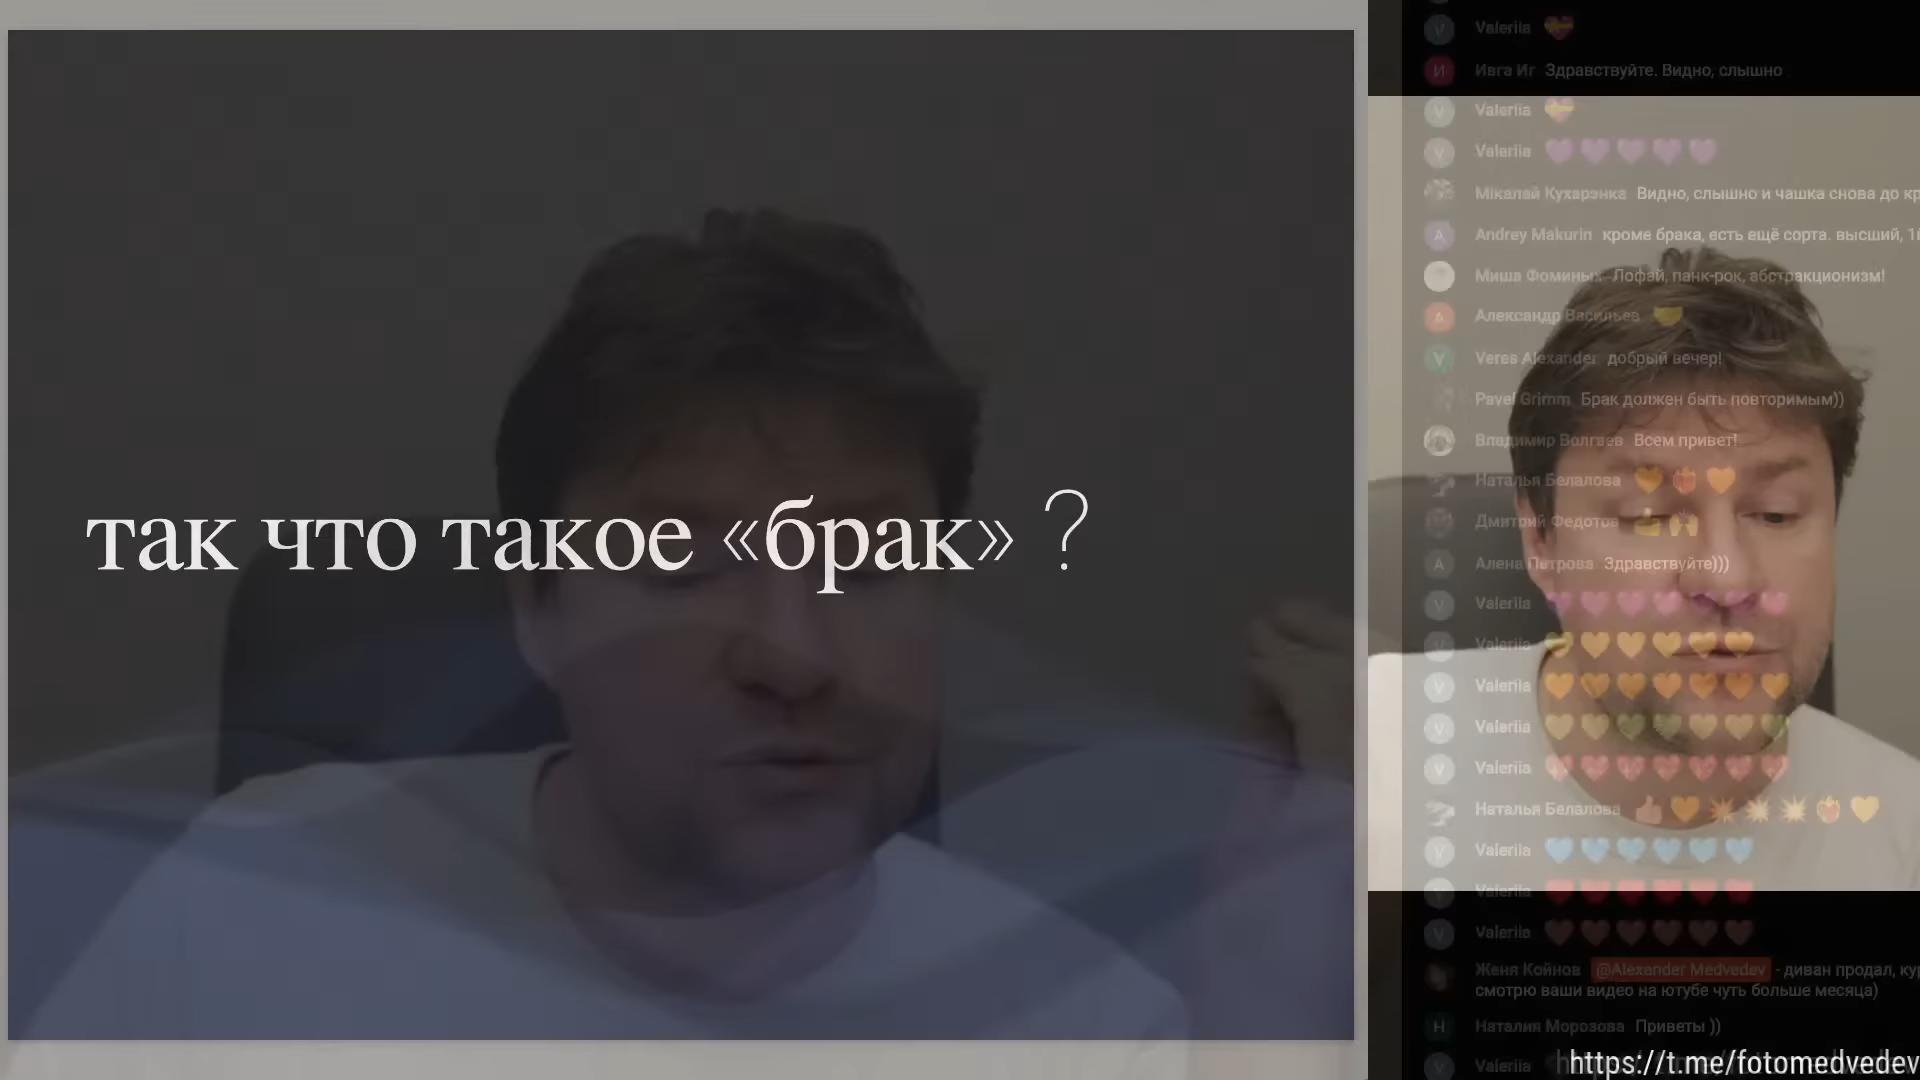 так что такое «брак» ?
Valeriia
Ивга Иг Здравствуйте. Видно, слышно
Valeriia
Valeriia
Мікалай Кухарэнка Видно, слышно и чашка снова до кр
Andrey Makurin кроме брака, есть ещё сорта. высший, 1й
Миша Фоминых Лофай, панк-рок, абстракционизм!
Александр Васильев
Veres Alexander добрый вечер!
Pavel Grimm Брак должен быть повторимым))
Владимир Волгаев Всем привет!
Наталья Белалова
Дмитрий Федотов
Алена Петрова Здравствуйте)))
Valeriia
Valeriia
Valeriia
Valeriia
Valeriia
Наталья Белалова
Valeriia
Valeriia
Valeriia
Женя Койнов @Alexander Medvedev - диван продал, кур
смотрю ваши видео на ютубе чуть больше месяца)
Наталия Морозова Приветы ))
Valeriia
https://t.me/fotomedvedev